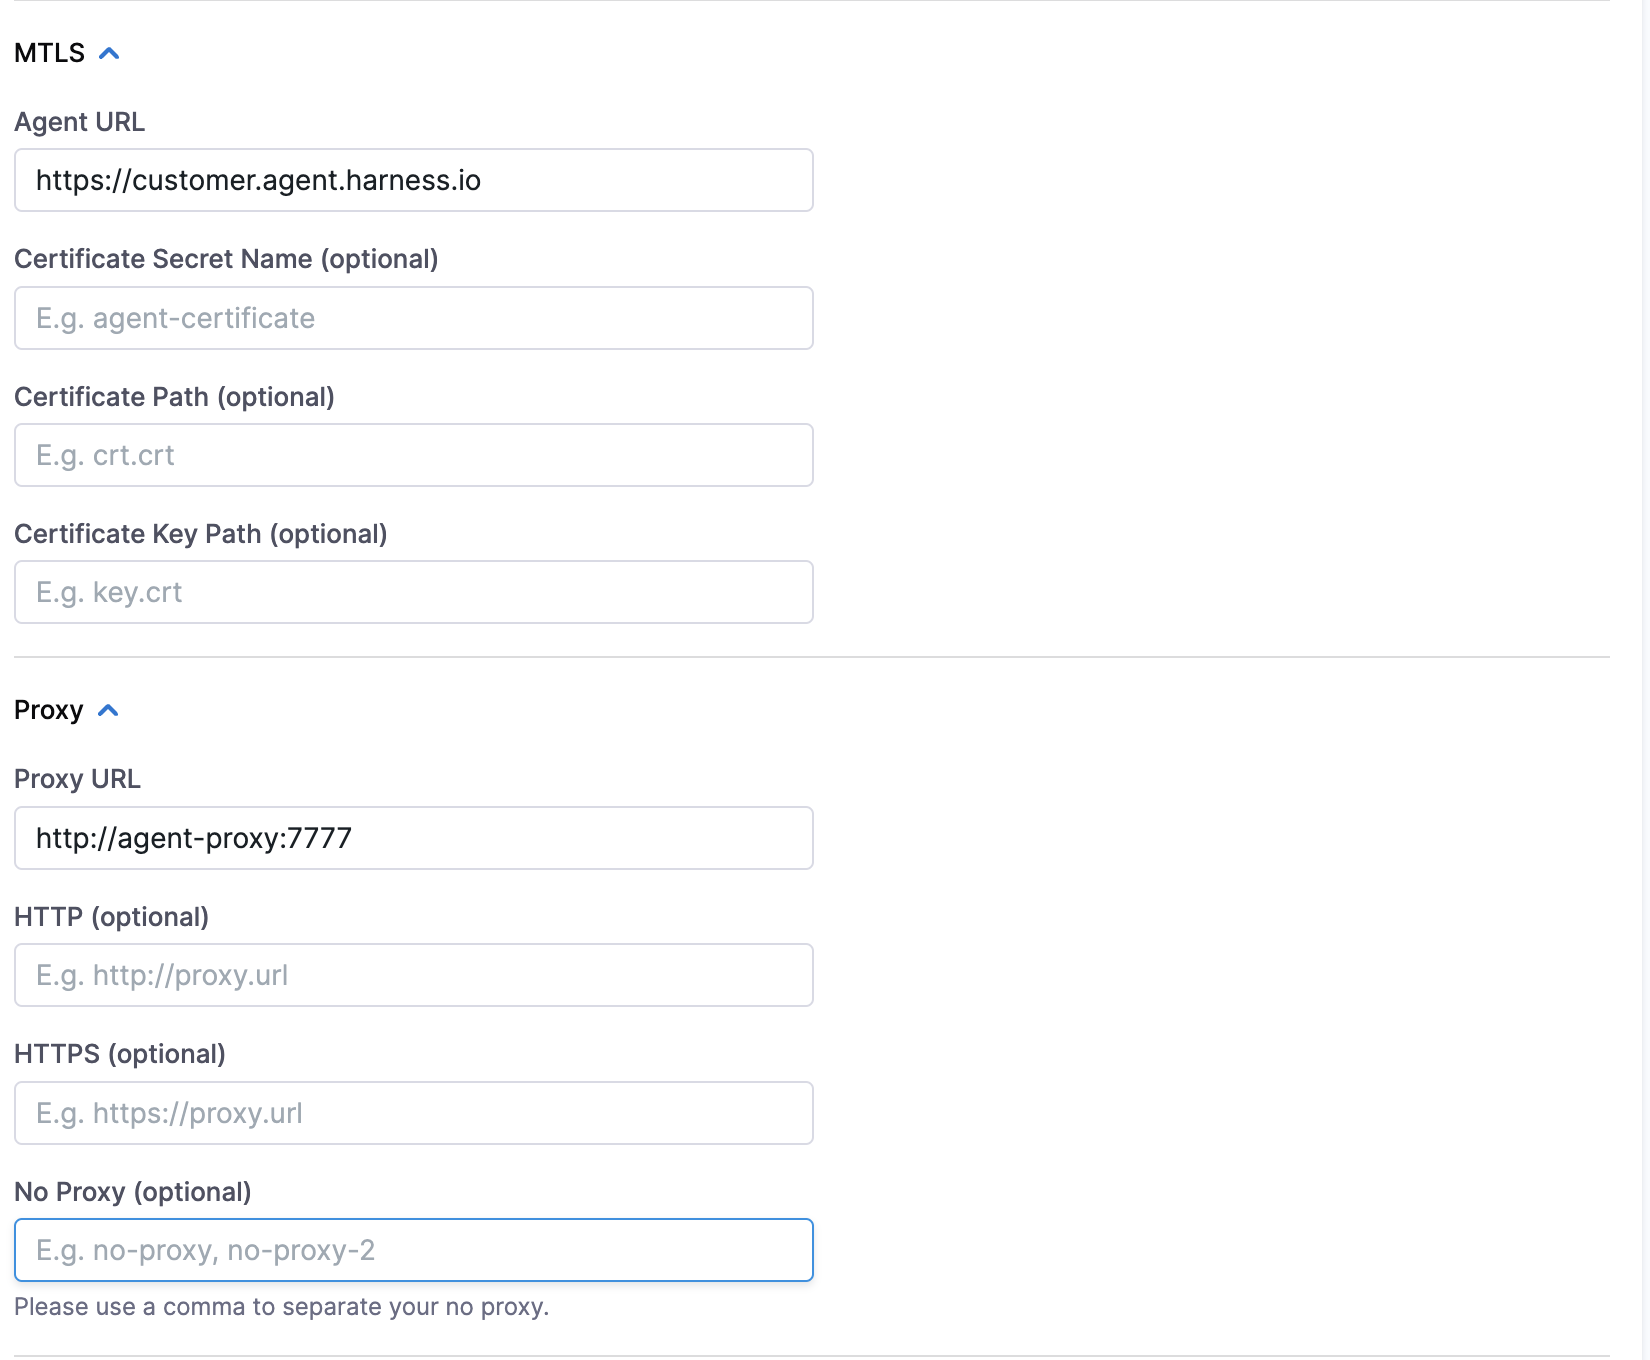 MTLS
Agent URL
https://customer.agent.harness.io
Certificate Secret Name (optional)
E.g. agent-certificate
Certificate Path (optional)
E.g. crt.crt
Certificate Key Path (optional)
E.g. key.crt
Proxy
Proxy URL
http://agent-proxy:7777
HTTP (optional)
E.g. http://proxy.url
HTTPS (optional)
E.g. https://proxy.url
No Proxy (optional)
E.g. no-proxy, no-proxy-2
Please use a comma to separate your no proxy.